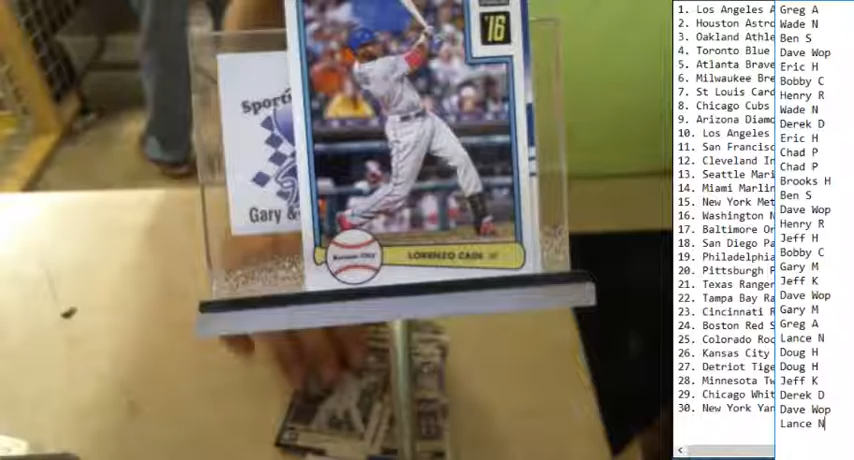 '16
Sporti
Gary &
Kansas City
LORENZO CAIN OF
1. Los Angeles A
2. Houston Astro
3. Oakland Athle
4. Toronto Blue
5. Atlanta Brave
6. Milwaukee Bre
7. St Louis Card
8. Chicago Cubs
9. Arizona Diamo
10. Los Angeles
11. San Francisc
12. Cleveland In
13. Seattle Mari
14. Miami Marlin
15. New York Met
16. Washington N
17. Baltimore Or
18. San Diego Pa
19. Philadelphia
20. Pittsburgh P
21. Texas Ranger
22. Tampa Bay Ra
23. Cincinnati R
24. Boston Red S
25. Colorado Roc
26. Kansas City
27. Detriot Tige
28. Minnesota Tw
29. Chicago Whit
30. New York Yan
Greg A
Wade N
Ben S
Dave Wop
Eric H
Bobby C
Henry R
Wade N
Derek D
Eric H
Chad P
Chad P
Brooks H
Ben S
Dave Wop
Henry R
Jeff H
Bobby C
Gary M
Jeff K
Dave Wop
Gary M
Greg A
Lance N
Doug H
Doug H
Jeff K
Derek D
Dave Wop
Lance N